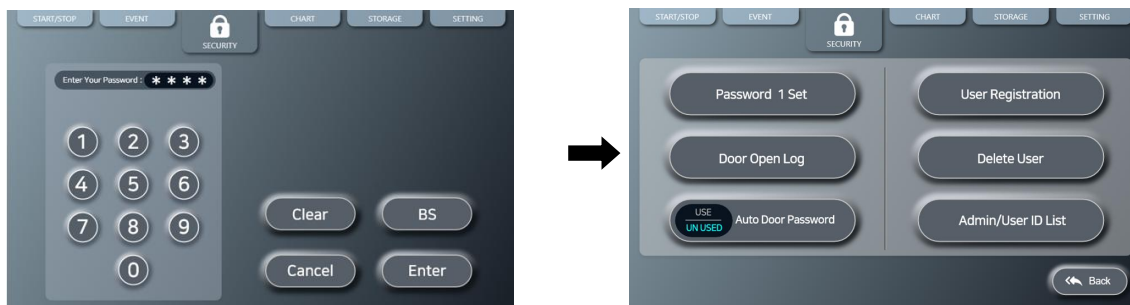 START/STOP EVENT CHART STORAGE SETTING
SECURITY
Enter Your Password : * * * *
1 2 3
4 5 6
7 8 9
0
Clear BS
Cancel Enter
START/STOP EVENT CHART STORAGE SETTING
SECURITY
Password 1 Set User Registration
Door Open Log Delete User
USE
UN USED
Auto Door Password Admin/User ID List
Back